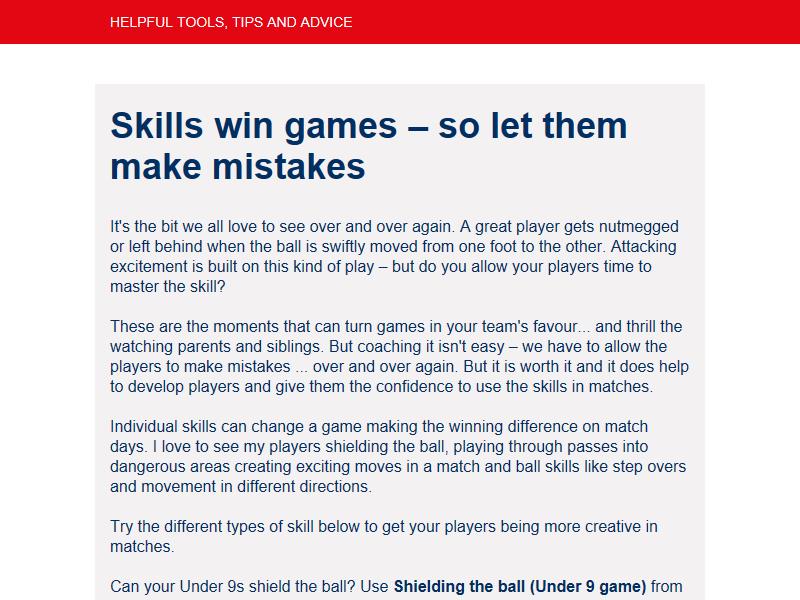 HELPFUL TOOLS, TIPS AND ADVICE
Skills win games – so let them
make mistakes
It's the bit we all love to see over and over again. A great player gets nutmegged
or left behind when the ball is swiftly moved from one foot to the other. Attacking
excitement is built on this kind of play – but do you allow your players time to
master the skill?
These are the moments that can turn games in your team's favour... and thrill the
watching parents and siblings. But coaching it isn't easy – we have to allow the
players to make mistakes ... over and over again. But it is worth it and it does help
to develop players and give them the confidence to use the skills in matches.
Individual skills can change a game making the winning difference on match
days. I love to see my players shielding the ball, playing through passes into
dangerous areas creating exciting moves in a match and ball skills like step overs
and movement in different directions.
Try the different types of skill below to get your players being more creative in
matches.
Can your Under 9s shield the ball? Use Shielding the ball (Under 9 game) from